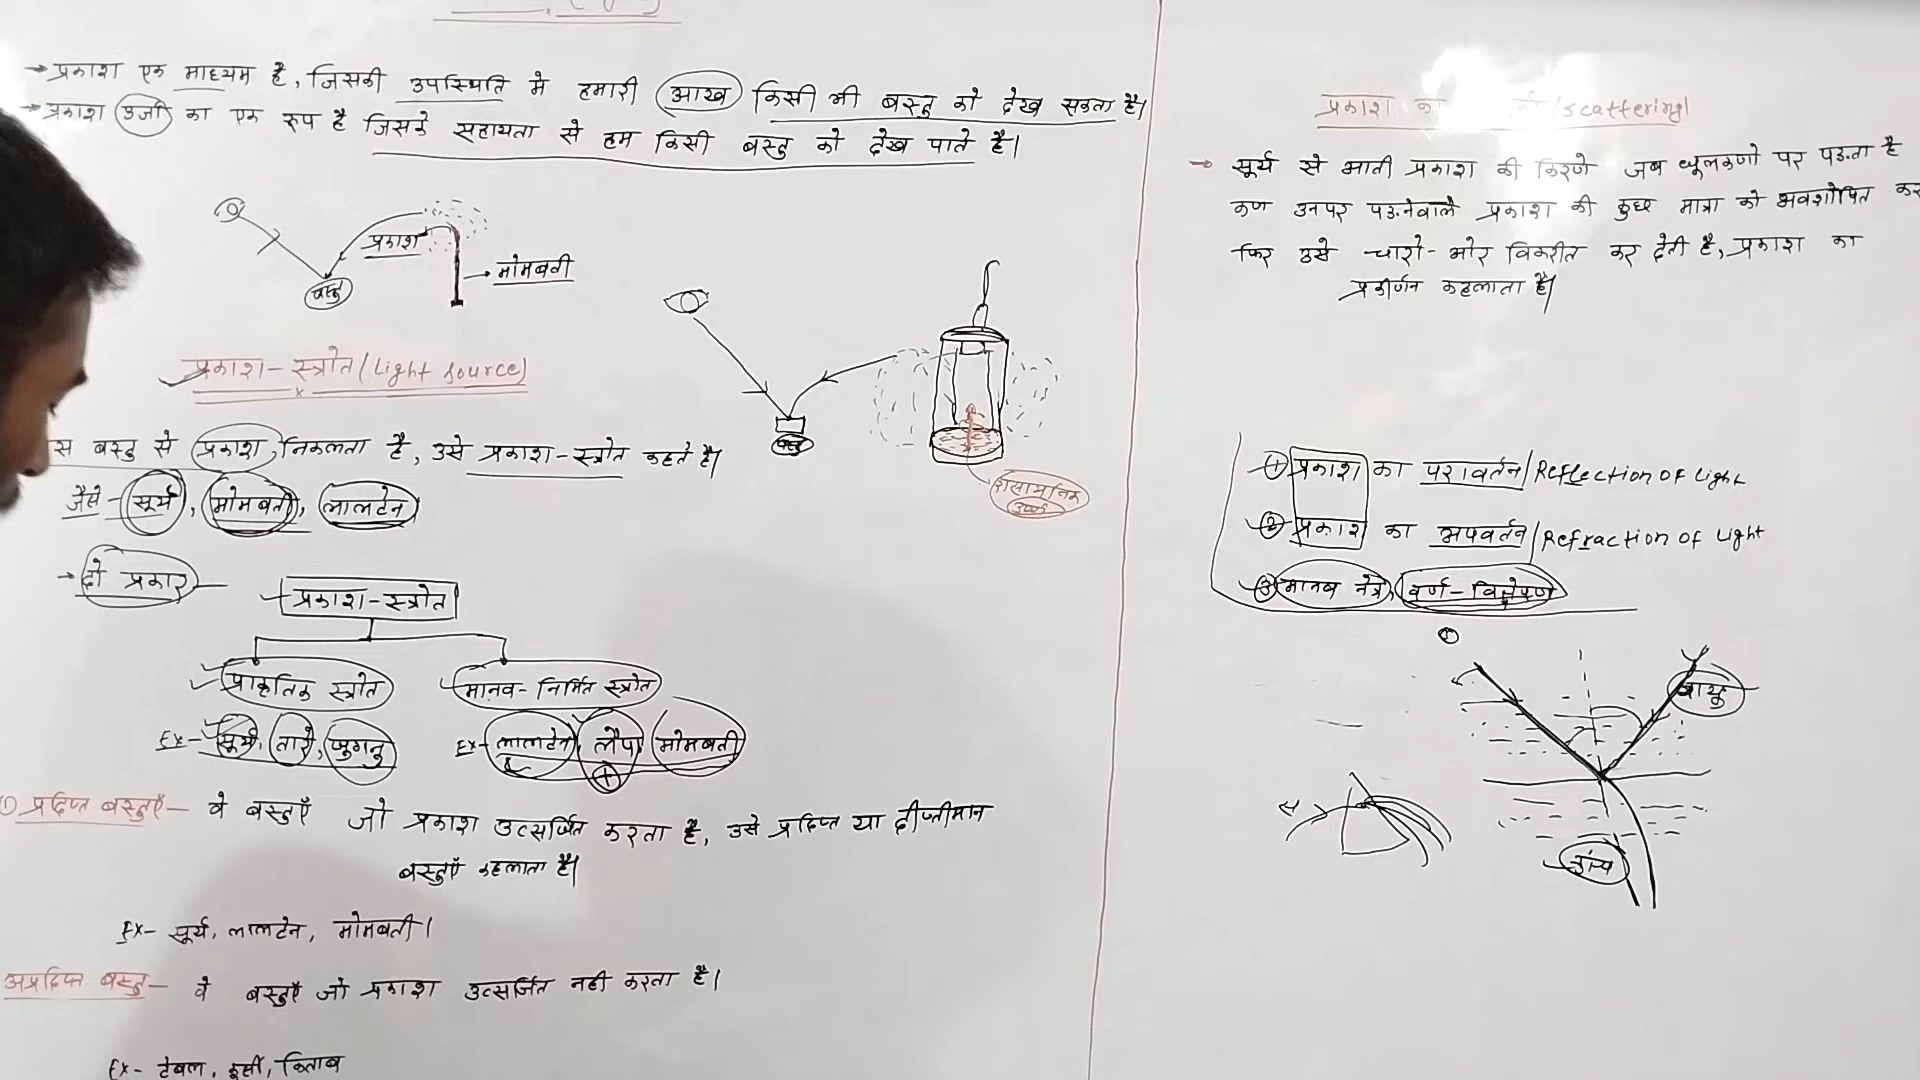 → प्रकाश एक माध्यम है, जिसकी उपस्थिति मे हमारी आख किसी भी बस्तु को देख सकता है।
→ प्रकाश उर्जा का एक रूप है जिसके सहायता से हम किसी बस्तु को देख पाते है।
प्रकाश
→ मोमबती
बस्तु
प्रकाश-स्त्रोत (Light source)
स बस्तु से प्रकाश निकलता है, उसे प्रकाश-स्त्रोत कहते है।
जैसे - सूर्य, मोमबती, लालटेन
→ दो प्रकार -
प्रकाश-स्त्रोत
प्राकृतिक स्त्रोत
मानव-निर्मित स्त्रोत
Ex- सूर्य, तारे, जुगनु
Ex- लालटेन, लैंप, मोमबती
① प्रदिप्त बस्तुएँ - वे बस्तुएँ जो प्रकाश उत्सर्जित करता है, उसे प्रदिप्त या दीप्तीमान
बस्तुएँ कहलाता है।
Ex- सूर्य, लालटेन, मोमबती।
अप्रदिप्त बस्तु - वे बस्तुएँ जो प्रकाश उत्सर्जित नही करता है।
Ex- टेबल, कुर्सी, किताब
प्रकाश का /scattering
→ सूर्य से आती प्रकाश की किरणे जब धूलकणो पर पड़ता है
कण उनपर पड़नेवाले प्रकाश की कुछ मात्रा को अवशोषित कर
फिर उसे चारो-ओर विकरीत कर देती है, प्रकाश का
प्रकीर्णन कहलाता है।
① प्रकाश का परावर्तन/Reflection of Light
② प्रकाश का अपवर्तन/Refraction of Light
③ मानव नेत्र, वर्ण-विक्षेपण
①
वायु